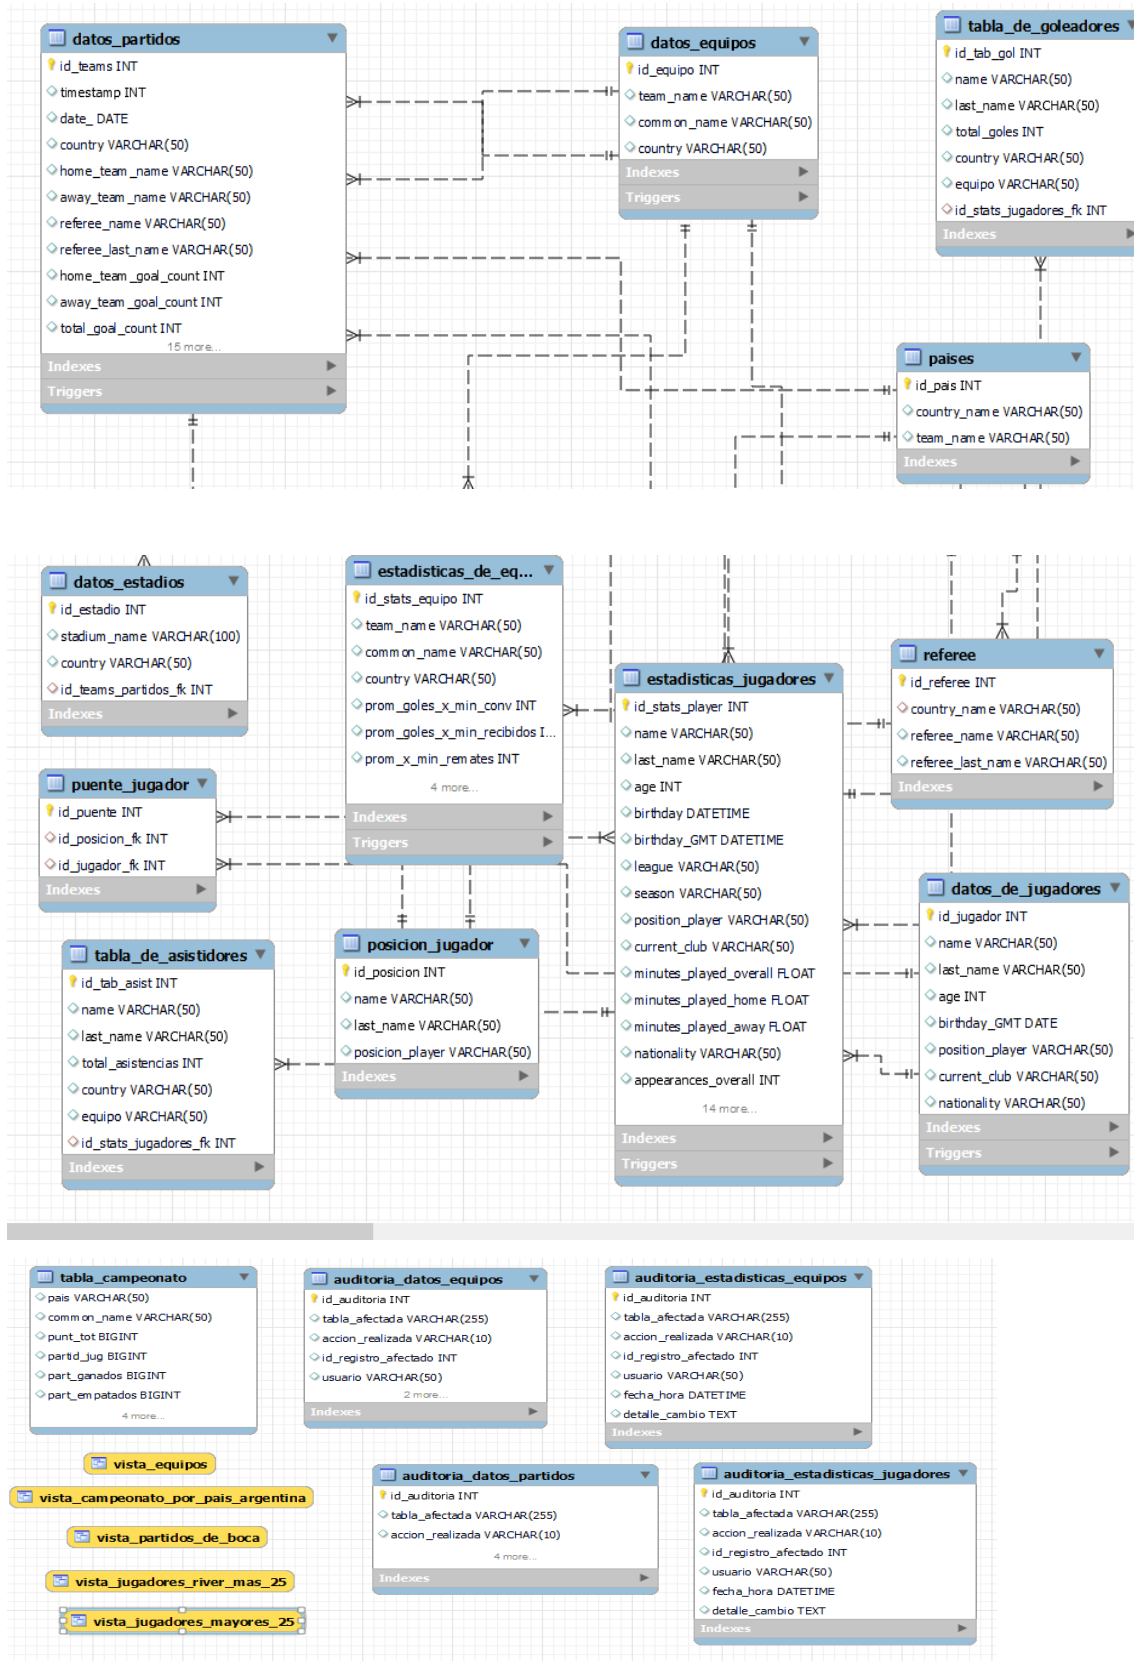 datos_partidos
id_teams INT
timestamp INT
date_ DATE
country VARCHAR(50)
home_team_name VARCHAR(50)
away_team_name VARCHAR(50)
referee_name VARCHAR(50)
referee_last_name VARCHAR(50)
home_team_goal_count INT
away_team_goal_count INT
total_goal_count INT
15 more...
Indexes
Triggers
datos_equipos
id_equipo INT
team_name VARCHAR(50)
common_name VARCHAR(50)
country VARCHAR(50)
Indexes
Triggers
tabla_de_goleadores
id_tab_gol INT
name VARCHAR(50)
last_name VARCHAR(50)
total_goles INT
country VARCHAR(50)
equipo VARCHAR(50)
id_stats_jugadores_fk INT
Indexes
paises
id_pais INT
country_name VARCHAR(50)
team_name VARCHAR(50)
Indexes
datos_estadios
id_estadio INT
stadium_name VARCHAR(100)
country VARCHAR(50)
id_teams_partidos_fk INT
Indexes
estadisticas_de_eq...
id_stats_equipo INT
team_name VARCHAR(50)
common_name VARCHAR(50)
country VARCHAR(50)
prom_goles_x_min_conv INT
prom_goles_x_min_recibidos I...
prom_x_min_remates INT
4 more...
Indexes
Triggers
estadisticas_jugadores
id_stats_player INT
name VARCHAR(50)
last_name VARCHAR(50)
age INT
birthday DATETIME
birthday_GMT DATETIME
league VARCHAR(50)
season VARCHAR(50)
position_player VARCHAR(50)
current_club VARCHAR(50)
minutes_played_overall FLOAT
minutes_played_home FLOAT
minutes_played_away FLOAT
nationality VARCHAR(50)
appearances_overall INT
14 more...
Indexes
Triggers
referee
id_referee INT
country_name VARCHAR(50)
referee_name VARCHAR(50)
referee_last_name VARCHAR(50)
Indexes
puente_jugador
id_puente INT
id_posicion_fk INT
id_jugador_fk INT
Indexes
datos_de_jugadores
id_jugador INT
name VARCHAR(50)
last_name VARCHAR(50)
age INT
birthday_GMT DATE
position_player VARCHAR(50)
current_club VARCHAR(50)
nationality VARCHAR(50)
Indexes
Triggers
tabla_de_asistidores
id_tab_asist INT
name VARCHAR(50)
last_name VARCHAR(50)
total_asistencias INT
country VARCHAR(50)
equipo VARCHAR(50)
id_stats_jugadores_fk INT
Indexes
posicion_jugador
id_posicion INT
name VARCHAR(50)
last_name VARCHAR(50)
posicion_player VARCHAR(50)
Indexes
tabla_campeonato
pais VARCHAR(50)
common_name VARCHAR(50)
punt_tot BIGINT
partid_jug BIGINT
part_ganados BIGINT
part_empatados BIGINT
4 more...
auditoria_datos_equipos
id_auditoria INT
tabla_afectada VARCHAR(255)
accion_realizada VARCHAR(10)
id_registro_afectado INT
usuario VARCHAR(50)
2 more...
Indexes
auditoria_estadisticas_equipos
id_auditoria INT
tabla_afectada VARCHAR(255)
accion_realizada VARCHAR(10)
id_registro_afectado INT
usuario VARCHAR(50)
fecha_hora DATETIME
detalle_cambio TEXT
Indexes
vista_equipos
vista_campeonato_por_pais_argentina
vista_partidos_de_boca
vista_jugadores_river_mas_25
vista_jugadores_mayores_25
auditoria_datos_partidos
id_auditoria INT
tabla_afectada VARCHAR(255)
accion_realizada VARCHAR(10)
4 more...
Indexes
auditoria_estadisticas_jugadores
id_auditoria INT
tabla_afectada VARCHAR(255)
accion_realizada VARCHAR(10)
id_registro_afectado INT
usuario VARCHAR(50)
fecha_hora DATETIME
detalle_cambio TEXT
Indexes